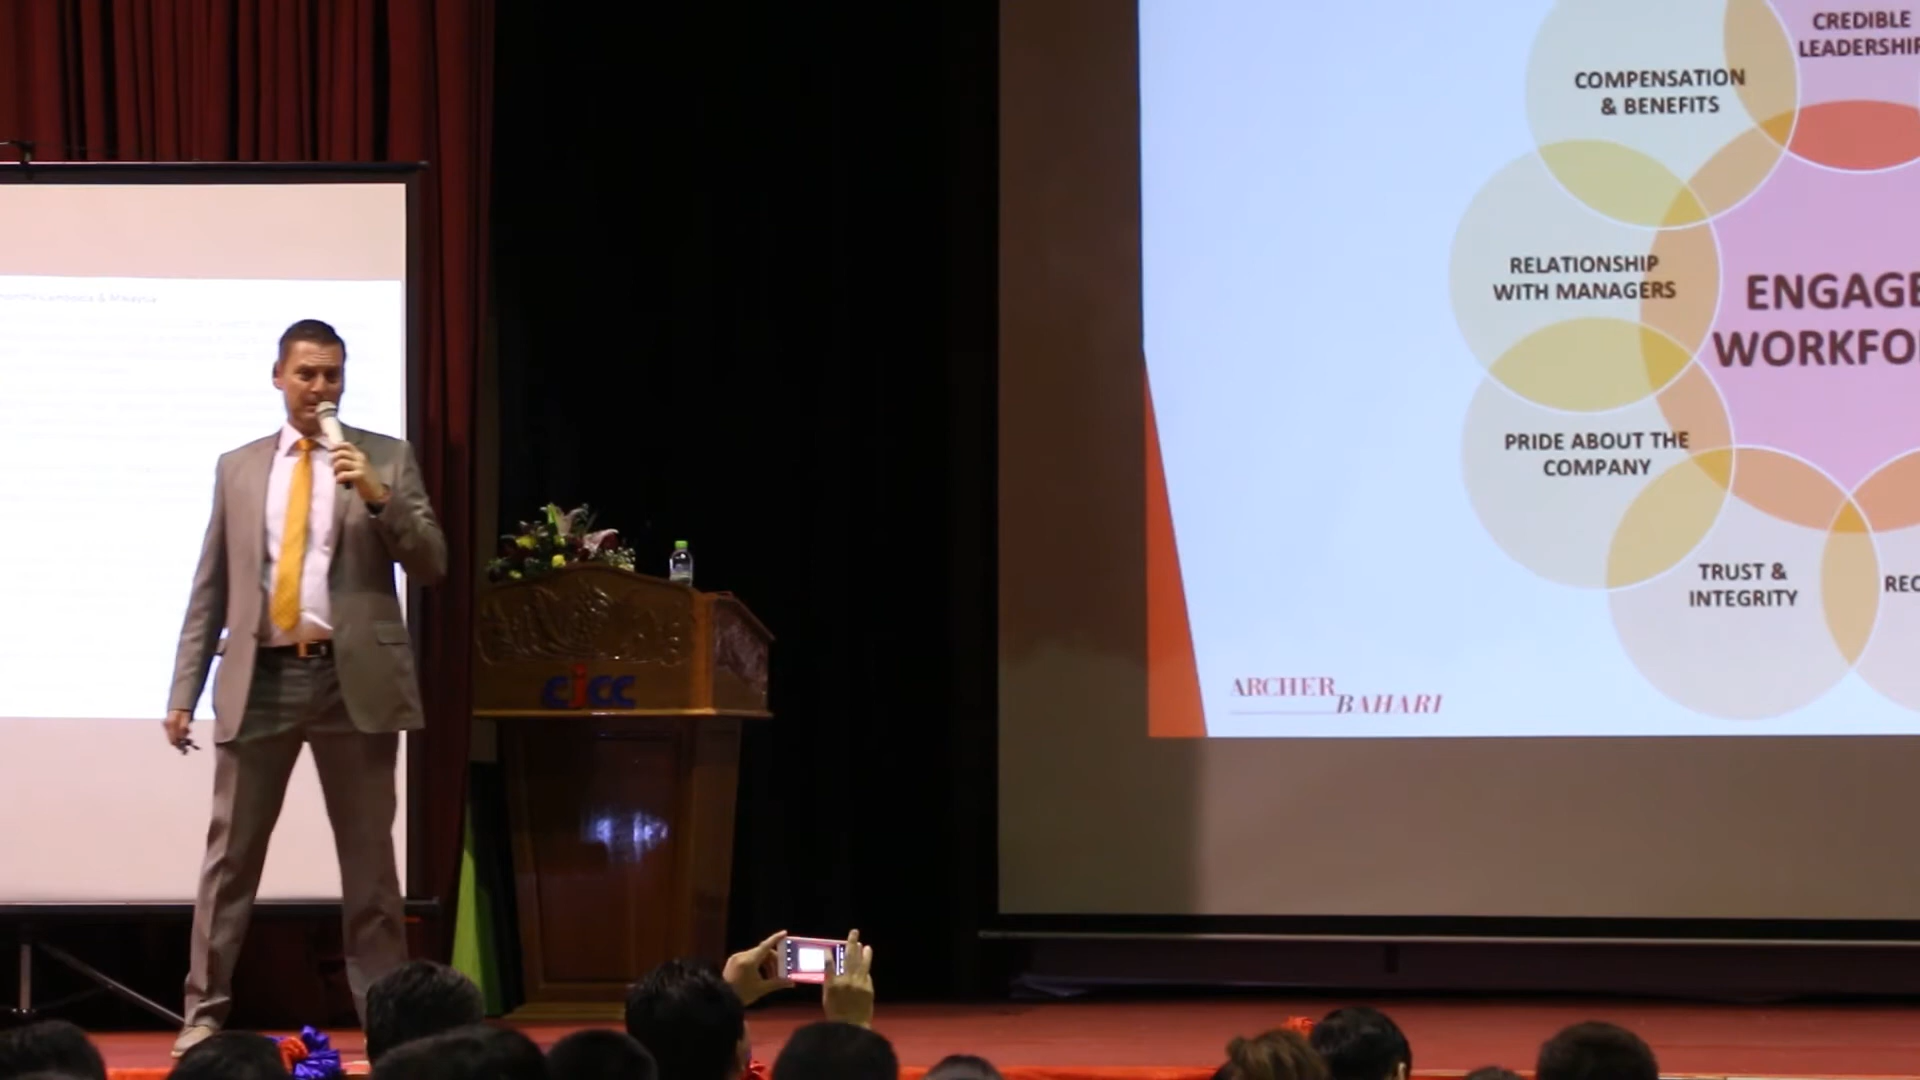 CREDIBLE
LEADERSHIP
COMPENSATION
& BENEFITS
RELATIONSHIP
WITH MANAGERS
ENGAGE
WORKFO
PRIDE ABOUT THE
COMPANY
TRUST &
INTEGRITY
REC
ARCHER
BAHARI
cjcc